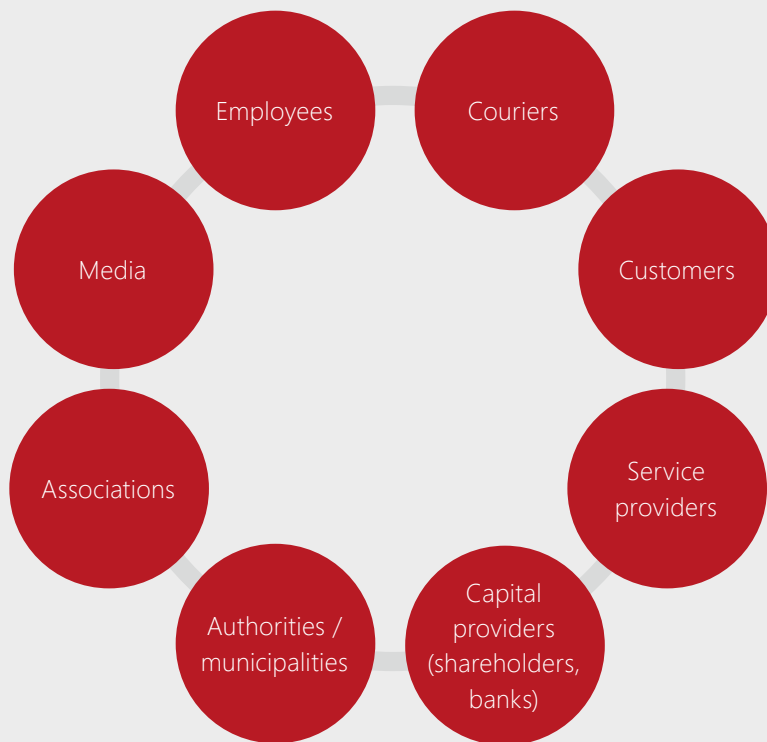 Employees
Couriers
Media
Customers
Associations
Service
providers
Authorities /
municipalities
Capital
providers
(shareholders,
banks)